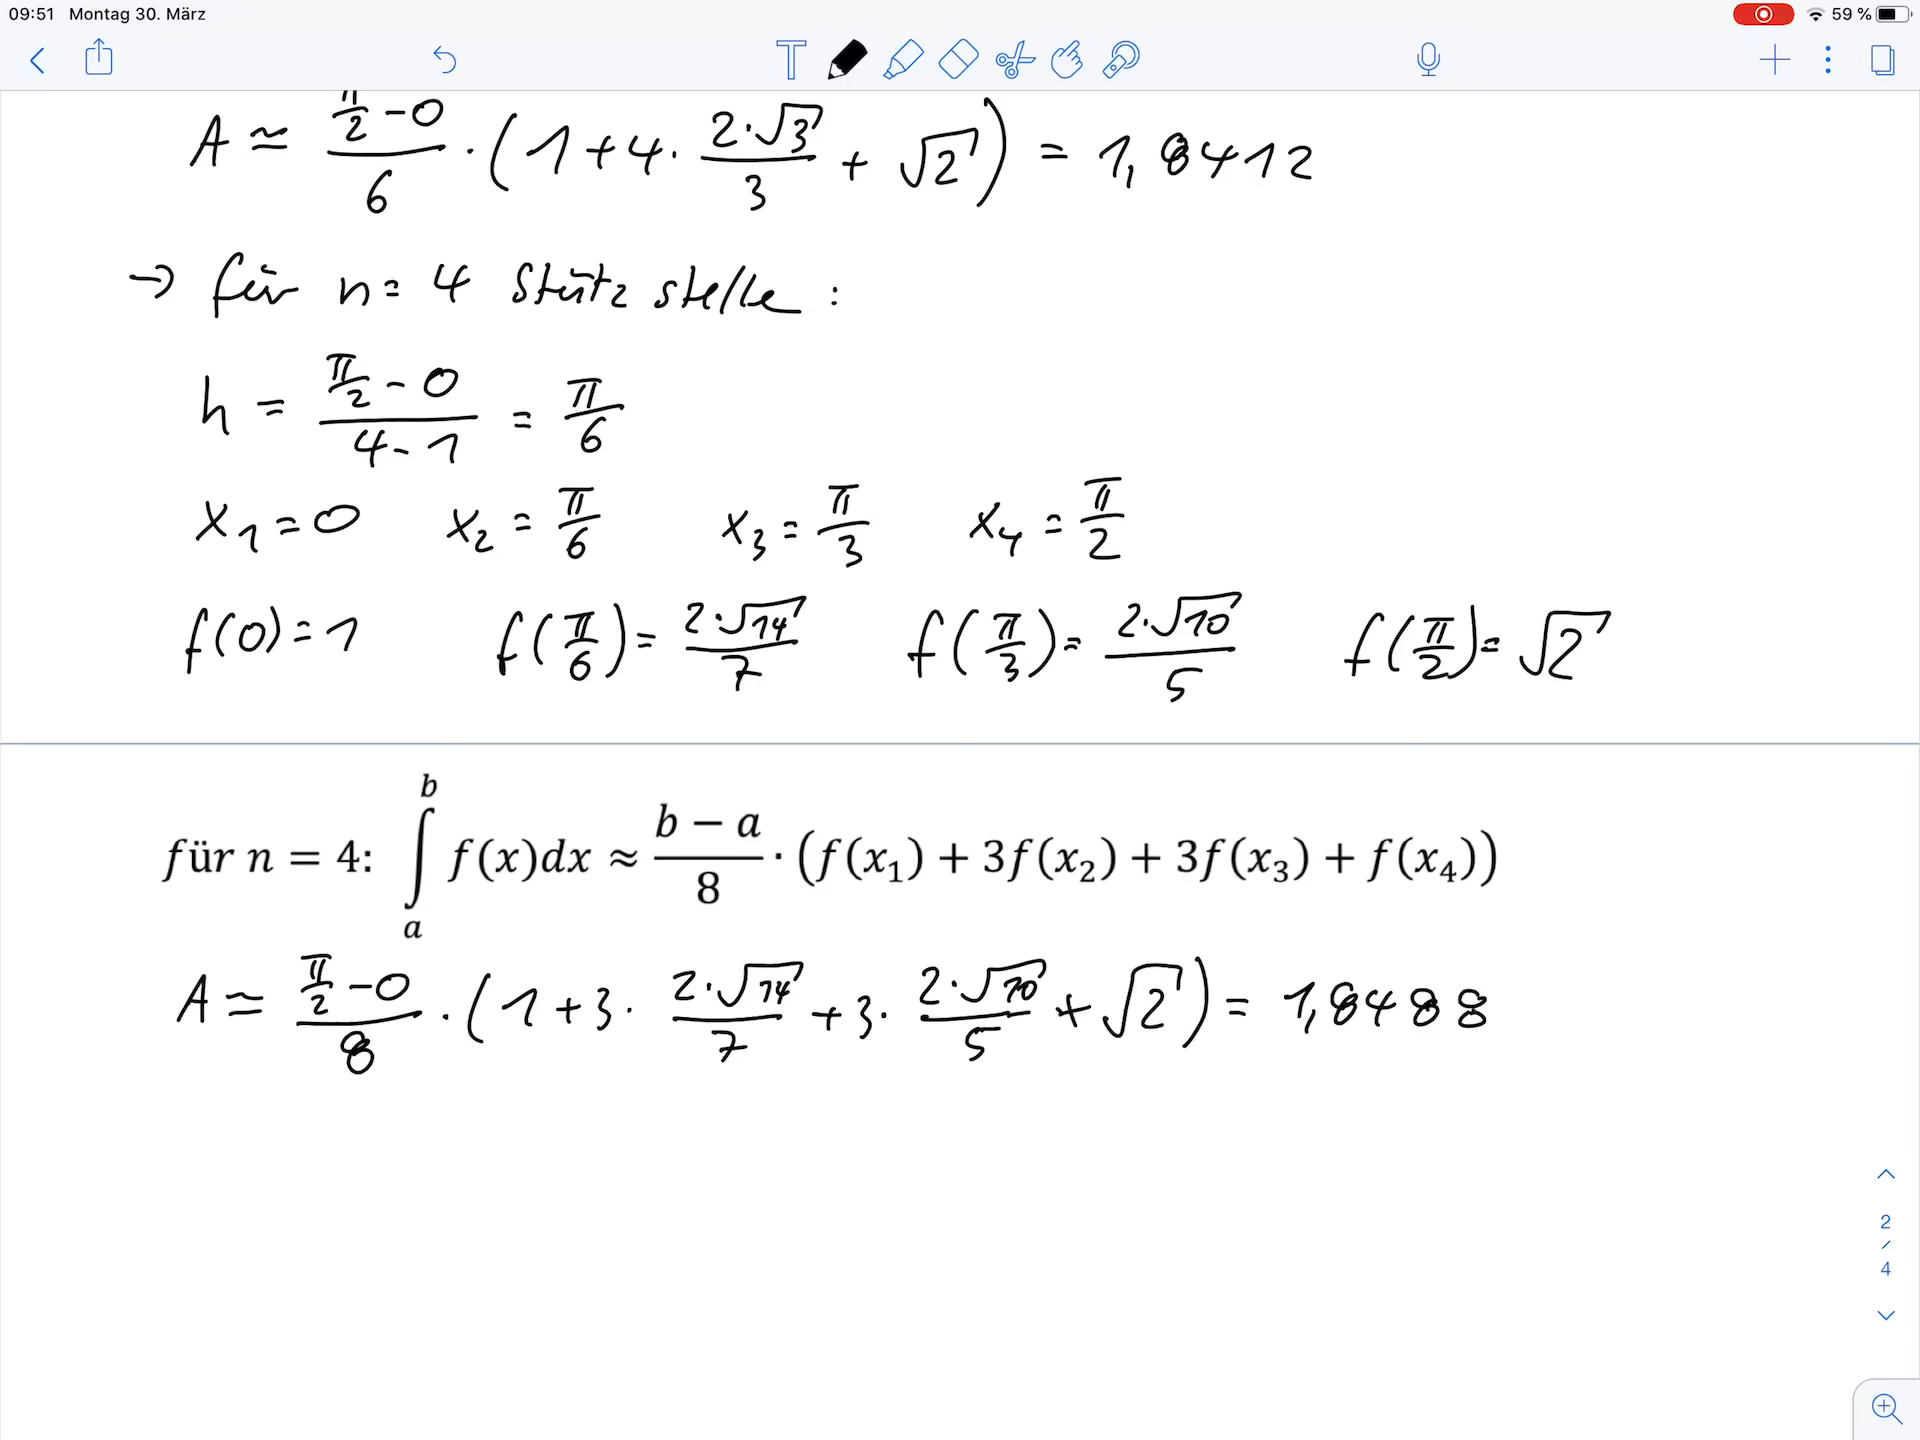 09:51 Montag 30. März
59 %
A ≃ (π/2 - 0)/6 · (1 + 4 · (2·√3)/3 + √2) = 1,8412
→ für n = 4 Stützstelle :
h = (π/2 - 0)/(4 - 1) = π/6
x₁ = 0 x₂ = π/6 x₃ = π/3 x₄ = π/2
f(0) = 1 f(π/6) = (2·√14)/7 f(π/3) = (2·√10)/5 f(π/2) = √2
für n = 4: ∫ₐᵇ f(x)dx ≈ (b − a)/8 · (f(x₁) + 3f(x₂) + 3f(x₃) + f(x₄))
A ≃ (π/2 - 0)/8 · (1 + 3 · (2·√14)/7 + 3 · (2·√10)/5 + √2) = 1,8488
2 / 4